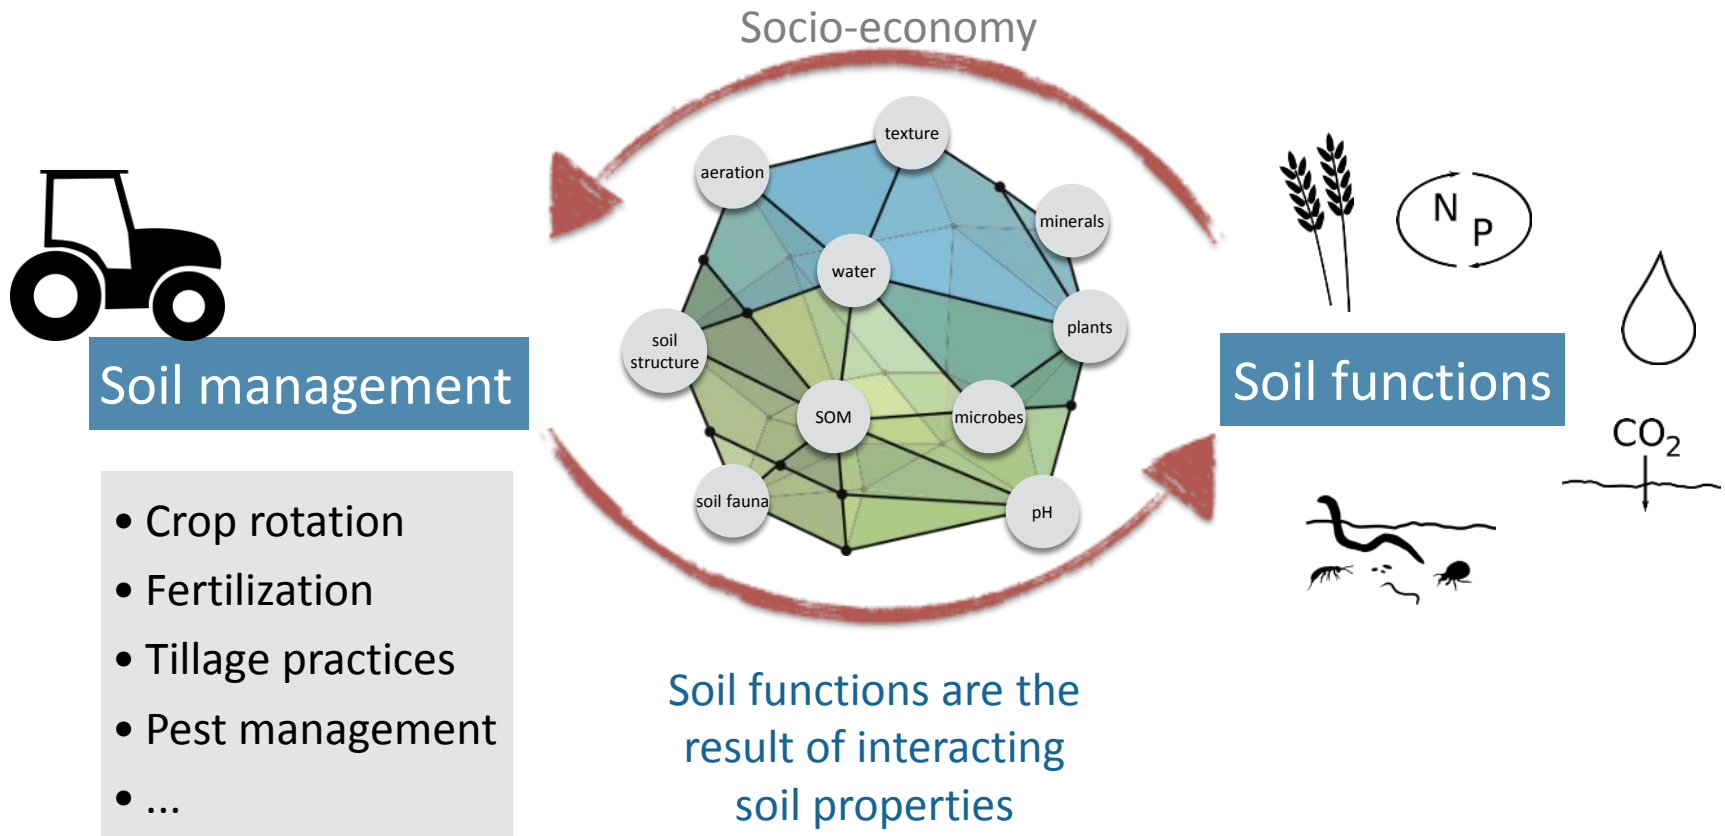 Socio-economy
texture
aeration
minerals
water
plants
soil
structure
SOM
microbes
soil fauna
pH
Soil management
• Crop rotation
• Fertilization
• Tillage practices
• Pest management
• ...
Soil functions are the
result of interacting
soil properties
N
P
Soil functions
CO₂